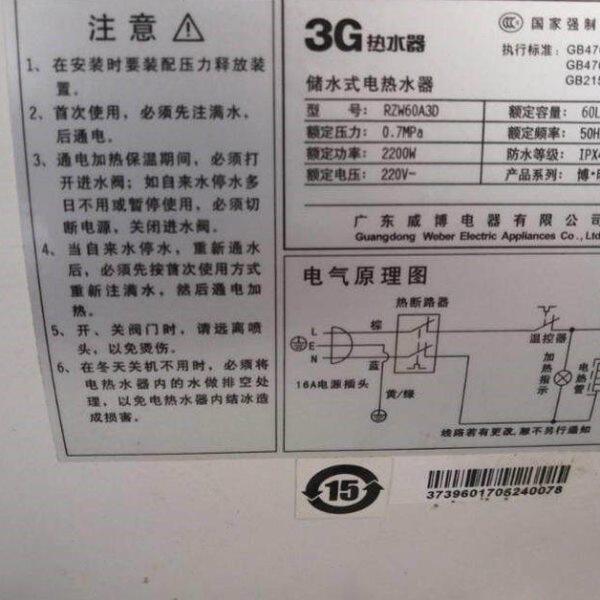 注意
1、在安装时要装配压力释放装
置。
2、首次使用，必须先注满水，
后通电。
3、通电加热保温期间，必须打
开进水阀；如自来水停水多
日不用或暂停使用，必须切
断电源，关闭进水阀。
4、当自来水停水，重新通水
后，必须先按首次使用方式
重新注满水，然后通电加
热。
5、开、关阀门时，请远离喷
头，以免烫伤。
6、在冬天关机不用时，必须将
电热水器内的水做排空处
理，以免电热水器内结冰造
成损害。
3G热水器
国家强制
执行标准：GB470
GB470
GB215
储水式电热水器
型 号： RZW60A3D 额定容量： 60L
额定压力： 0.7MPa 额定频率： 50H
额定功率： 2200W 防水等级： IPX4
额定电压： 220V~ 产品系列： 博·
广东威博电器有限公司
Guangdong Weber Electric Appliances Co.,Ltd
电气原理图
热断路器
L 棕
E
N 蓝
温控器
加热指示
电热管
16A电源插头
黄/绿
线路若有更改,恕不另行通知
15
3739601705240078